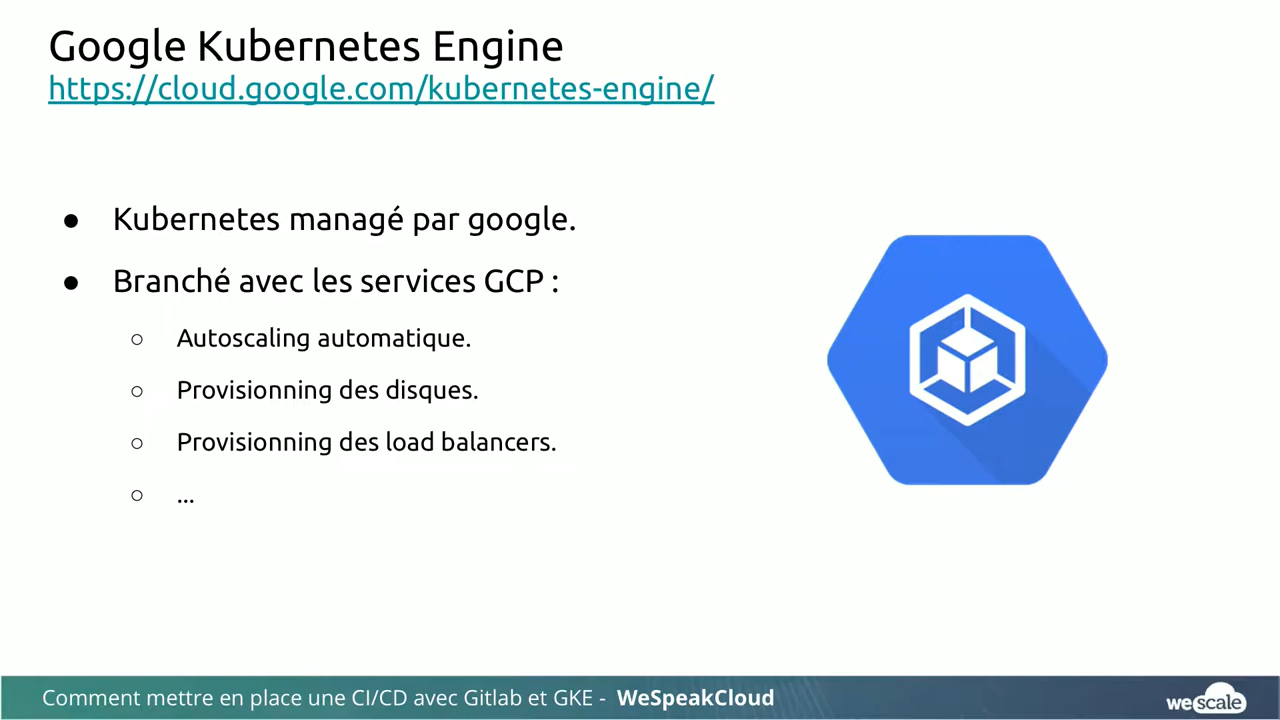 Google Kubernetes Engine
https://cloud.google.com/kubernetes-engine/
● Kubernetes managé par google.
● Branché avec les services GCP :
○ Autoscaling automatique.
○ Provisionning des disques.
○ Provisionning des load balancers.
○ ...
Comment mettre en place une CI/CD avec Gitlab et GKE - WeSpeakCloud
wescale